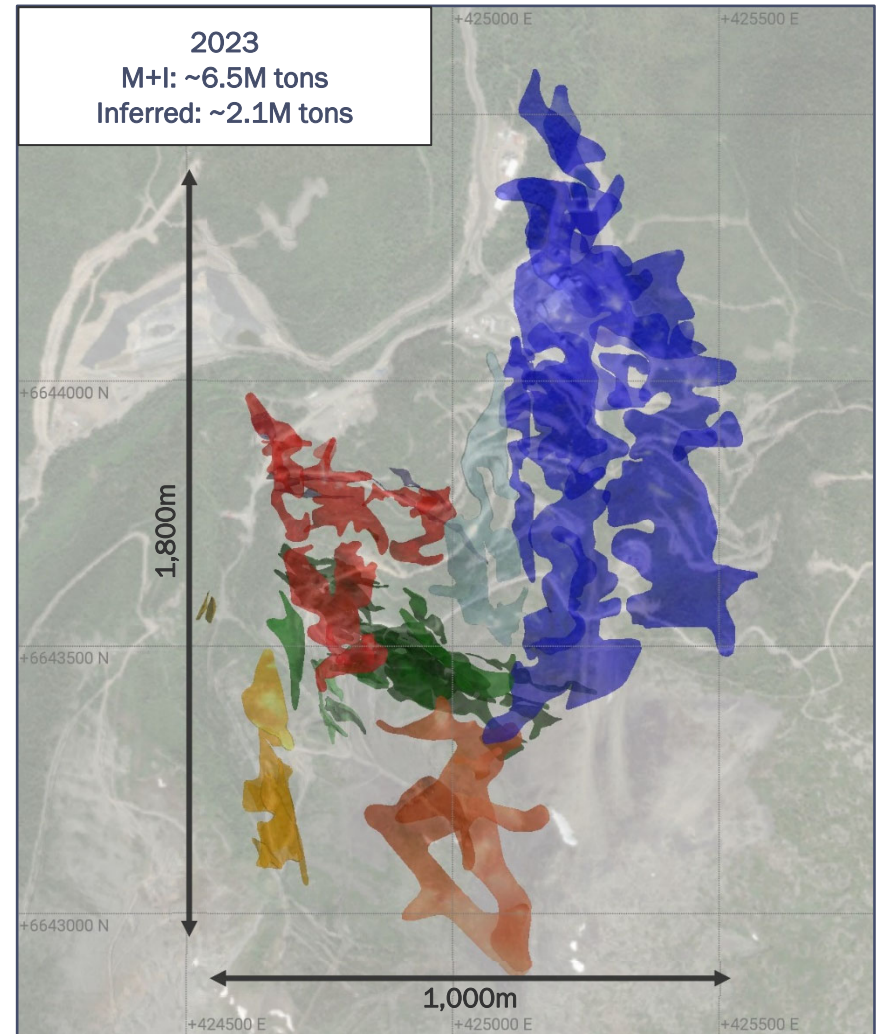 2023
M+I: ~6.5M tons
Inferred: ~2.1M tons
+425000 E
+425500 E
+6644000 N
1,800m
+6643500 N
+6643000 N
1,000m
+424500 E
+425000 E
+425500 E